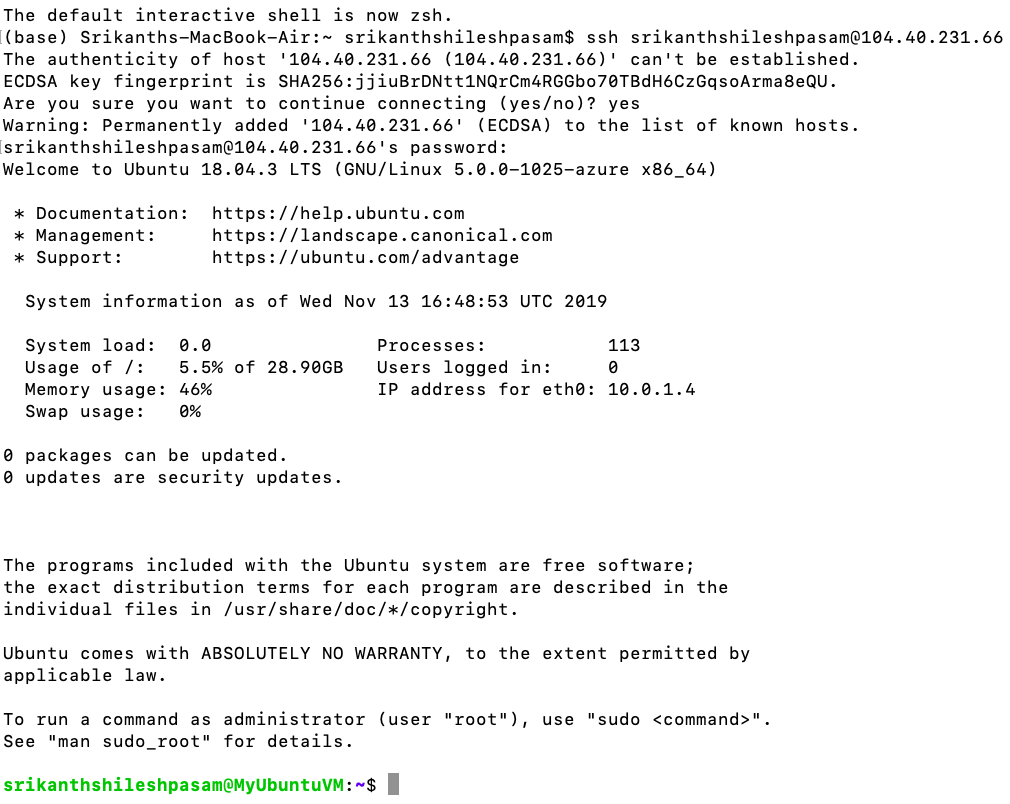 The default interactive shell is now zsh.
(base) Srikanths-MacBook-Air:~ srikanthshileshpasam$ ssh srikanthshileshpasam@104.40.231.66
The authenticity of host '104.40.231.66 (104.40.231.66)' can't be established.
ECDSA key fingerprint is SHA256:jjiuBrDNtt1NQrCm4RGGbo70TBdH6CzGqsoArma8eQU.
Are you sure you want to continue connecting (yes/no)? yes
Warning: Permanently added '104.40.231.66' (ECDSA) to the list of known hosts.
srikanthshileshpasam@104.40.231.66's password:
Welcome to Ubuntu 18.04.3 LTS (GNU/Linux 5.0.0-1025-azure x86_64)
* Documentation:  https://help.ubuntu.com
* Management:     https://landscape.canonical.com
* Support:        https://ubuntu.com/advantage
System information as of Wed Nov 13 16:48:53 UTC 2019
System load:  0.0               Processes:           113
Usage of /:   5.5% of 28.90GB   Users logged in:     0
Memory usage: 46%               IP address for eth0: 10.0.1.4
Swap usage:   0%
0 packages can be updated.
0 updates are security updates.
The programs included with the Ubuntu system are free software;
the exact distribution terms for each program are described in the
individual files in /usr/share/doc/*/copyright.
Ubuntu comes with ABSOLUTELY NO WARRANTY, to the extent permitted by
applicable law.
To run a command as administrator (user "root"), use "sudo <command>".
See "man sudo_root" for details.
srikanthshileshpasam@MyUbuntuVM:~$